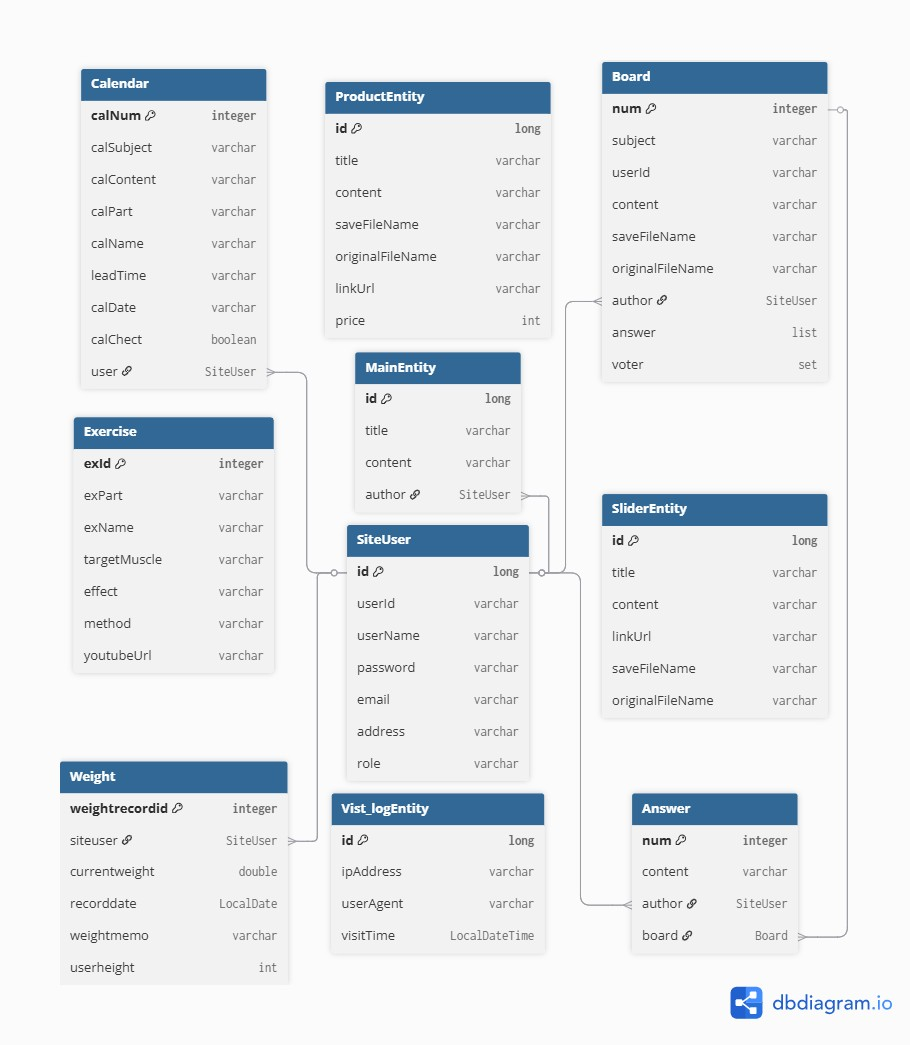 Calendar
calNum integer
calSubject varchar
calContent varchar
calPart varchar
calName varchar
leadTime varchar
calDate varchar
calChect boolean
user SiteUser
ProductEntity
id long
title varchar
content varchar
saveFileName varchar
originalFileName varchar
linkUrl varchar
price int
Board
num integer
subject varchar
userId varchar
content varchar
saveFileName varchar
originalFileName varchar
author SiteUser
answer list
voter set
MainEntity
id long
title varchar
content varchar
author SiteUser
Exercise
exId integer
exPart varchar
exName varchar
targetMuscle varchar
effect varchar
method varchar
youtubeUrl varchar
SiteUser
id long
userId varchar
userName varchar
password varchar
email varchar
address varchar
role varchar
SliderEntity
id long
title varchar
content varchar
linkUrl varchar
saveFileName varchar
originalFileName varchar
Weight
weightrecordid integer
siteuser SiteUser
currentweight double
recorddate LocalDate
weightmemo varchar
userheight int
Vist_logEntity
id long
ipAddress varchar
userAgent varchar
visitTime LocalDateTime
Answer
num integer
content varchar
author SiteUser
board Board
dbdiagram.io